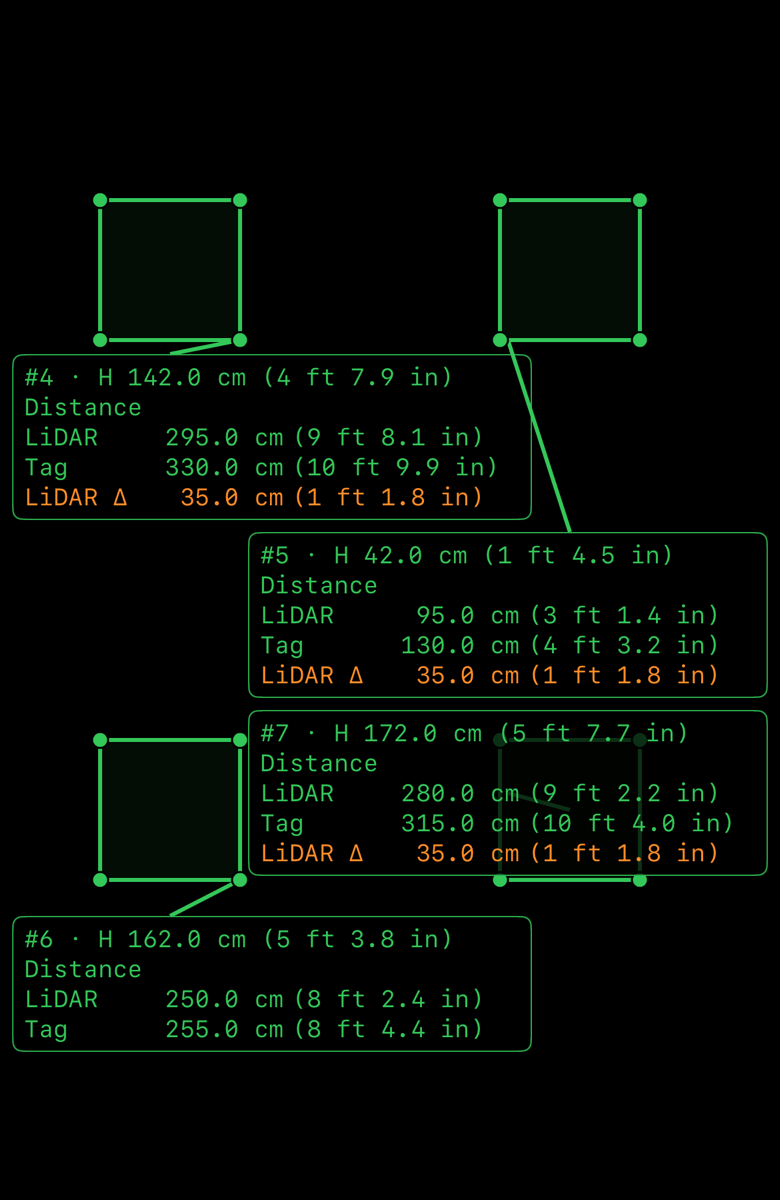 #4 · H 142.0 cm (4 ft 7.9 in)
Distance
LiDAR 295.0 cm (9 ft 8.1 in)
Tag 330.0 cm (10 ft 9.9 in)
LiDAR Δ 35.0 cm (1 ft 1.8 in)
#5 · H 42.0 cm (1 ft 4.5 in)
Distance
LiDAR 95.0 cm (3 ft 1.4 in)
Tag 130.0 cm (4 ft 3.2 in)
LiDAR Δ 35.0 cm (1 ft 1.8 in)
#7 · H 172.0 cm (5 ft 7.7 in)
Distance
LiDAR 280.0 cm (9 ft 2.2 in)
Tag 315.0 cm (10 ft 4.0 in)
LiDAR Δ 35.0 cm (1 ft 1.8 in)
#6 · H 162.0 cm (5 ft 3.8 in)
Distance
LiDAR 250.0 cm (8 ft 2.4 in)
Tag 255.0 cm (8 ft 4.4 in)